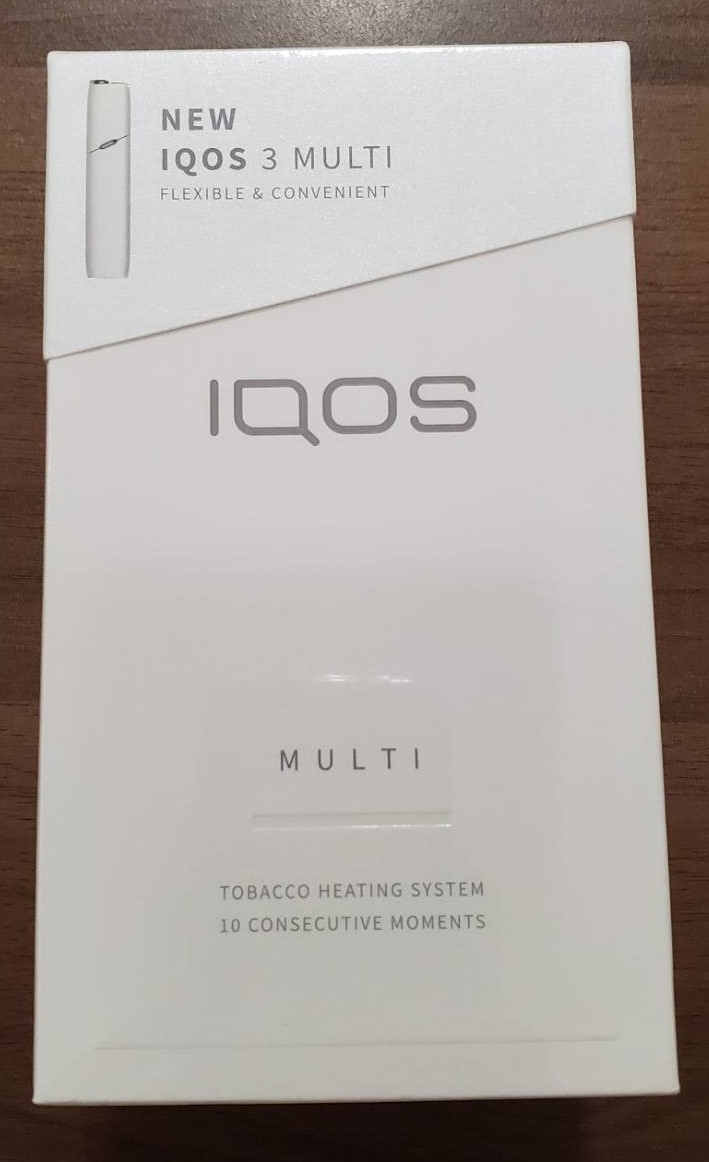 NEW
IQOS 3 MULTI
FLEXIBLE & CONVENIENT
IQOS
MULTI
TOBACCO HEATING SYSTEM
10 CONSECUTIVE MOMENTS